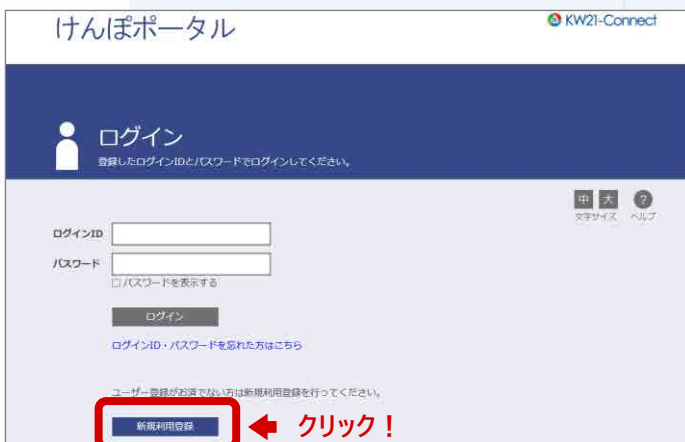 けんぽポータル
KW21-Connect
ログイン
登録したログインIDとパスワードでログインしてください。
中 大 ?
文字サイズ ヘルプ
ログインID
パスワード
パスワードを表示する
ログイン
ログインID・パスワードを忘れた方はこちら
ユーザー登録がお済でない方は新規利用登録を行ってください。
新規利用登録 クリック！